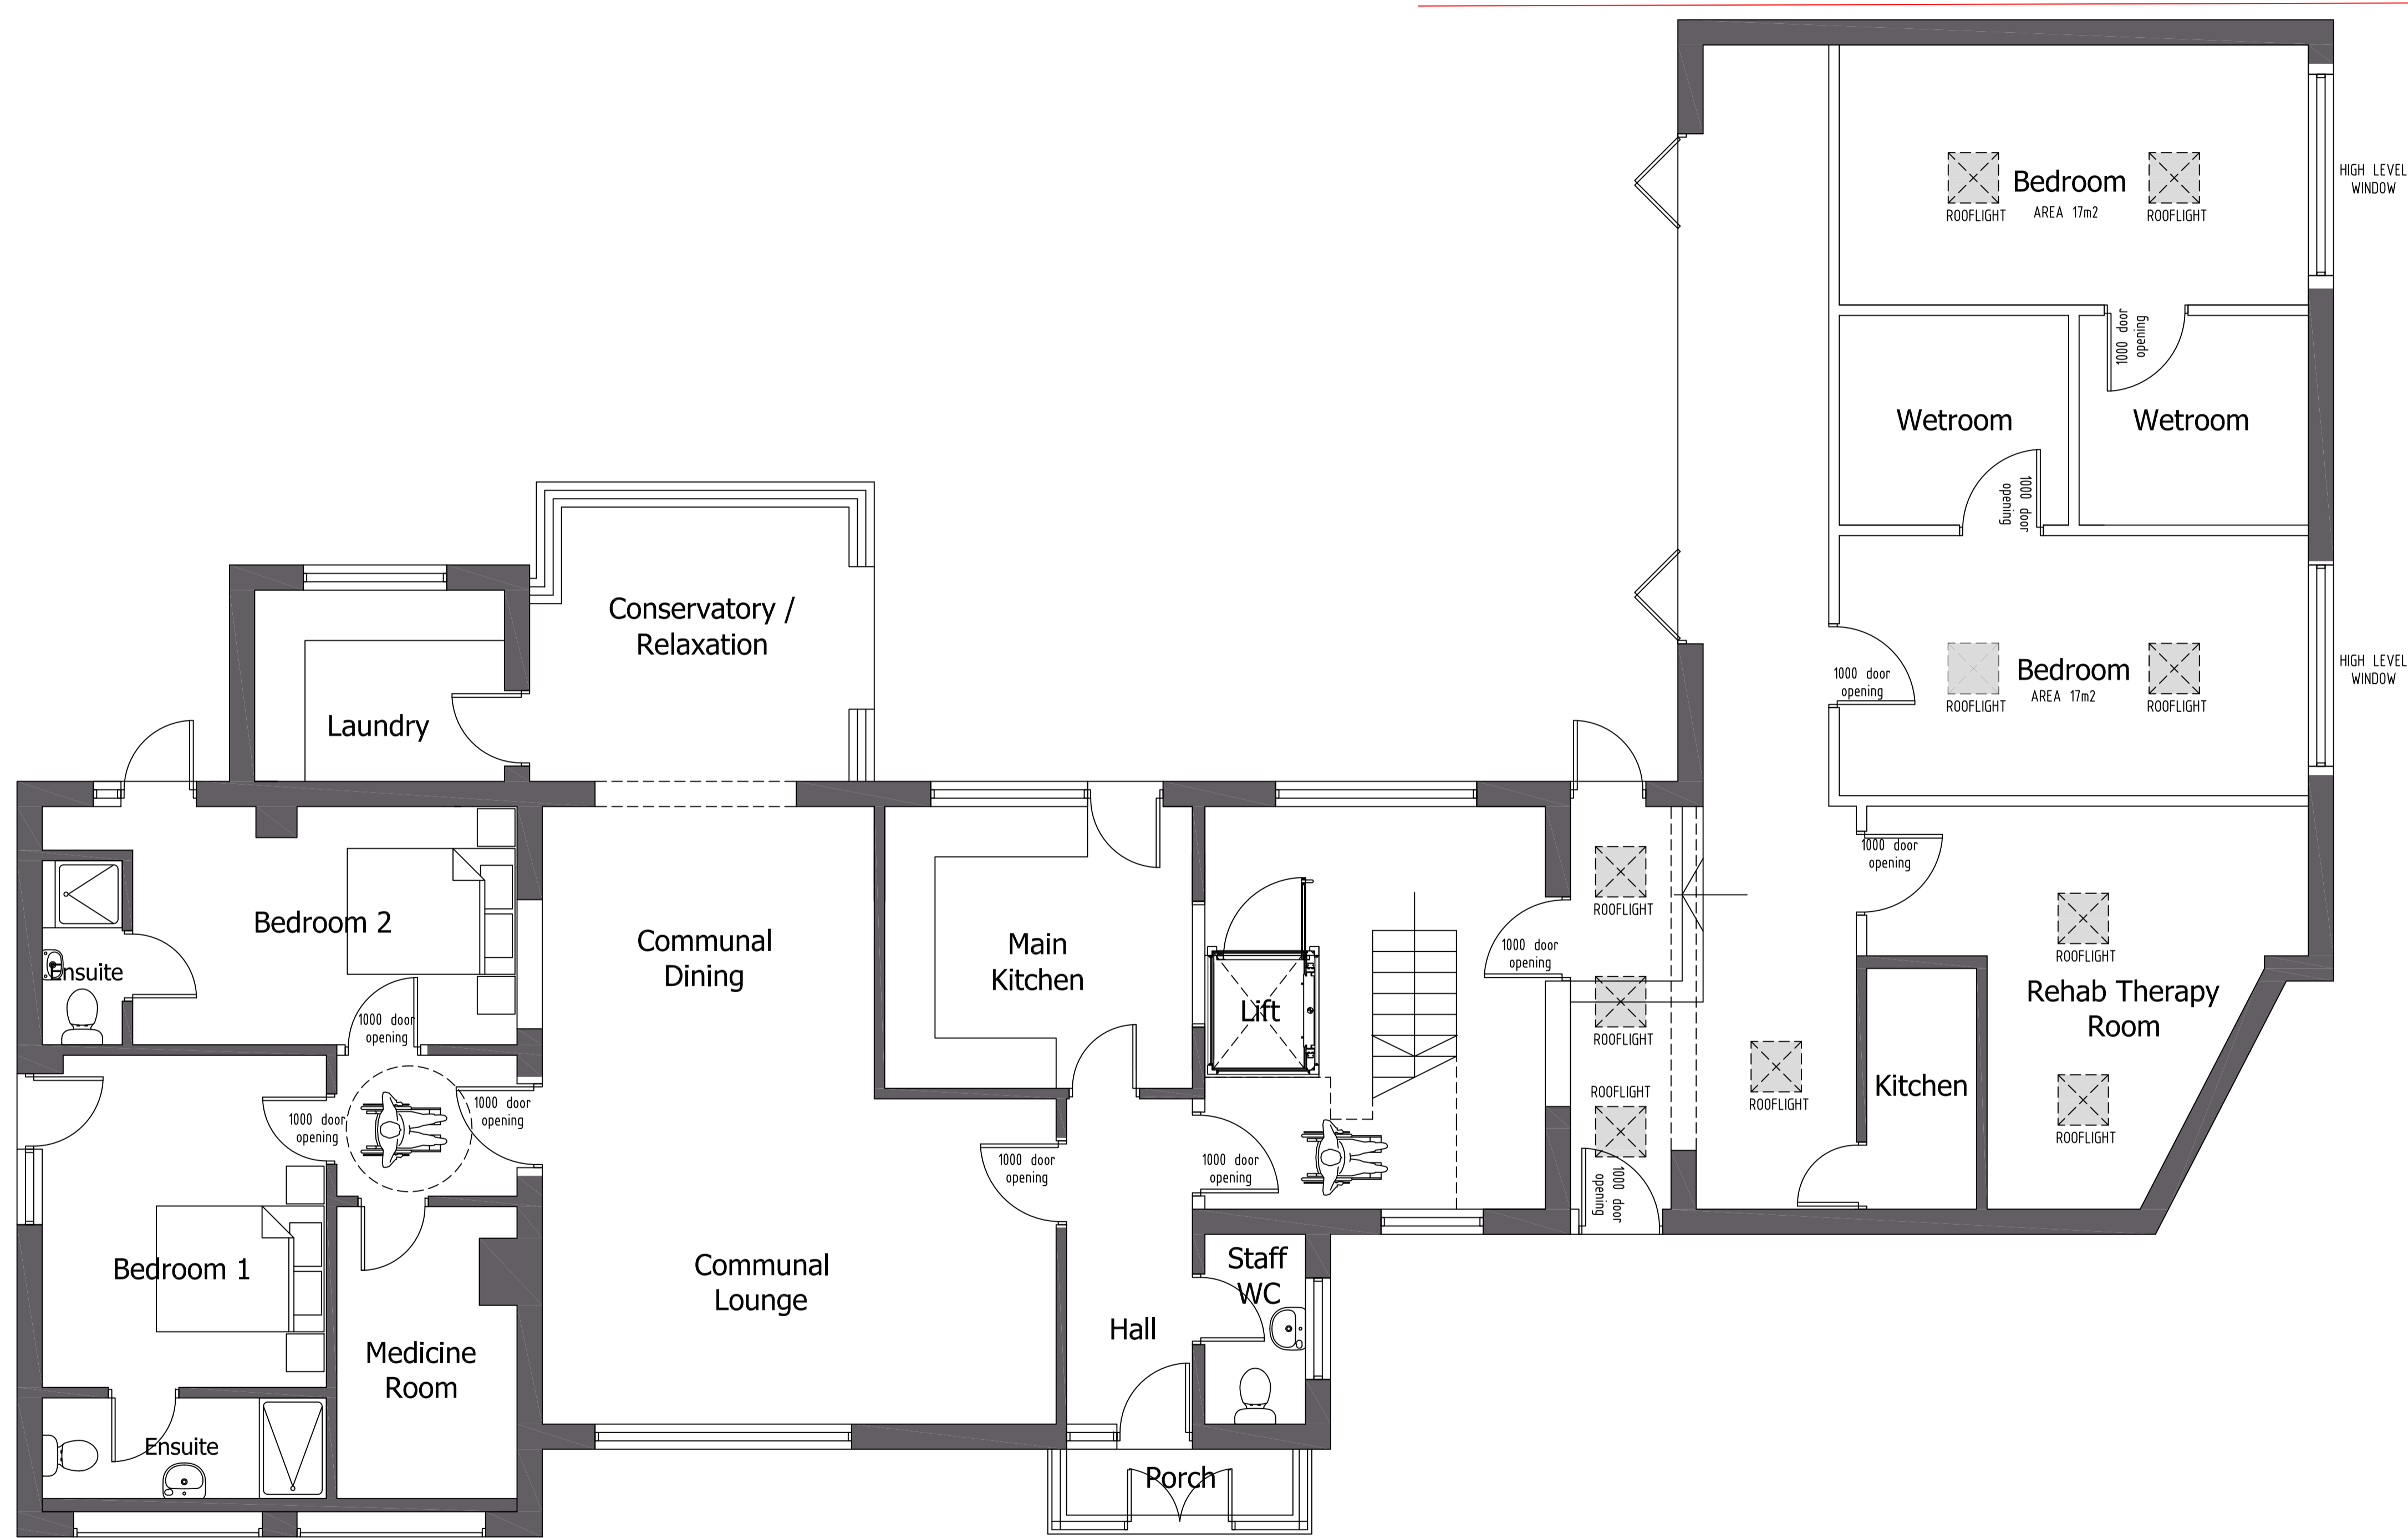 HIGH LEVEL
WINDOW
Bedroom
AREA 17m2
ROOFLIGHT
ROOFLIGHT
1000 door
opening
Wetroom
Wetroom
1000 door
opening
Conservatory /
Relaxation
Bedroom
AREA 17m2
ROOFLIGHT
ROOFLIGHT
HIGH LEVEL
WINDOW
1000 door
opening
Laundry
1000 door
opening
Bedroom 2
Ensuite
1000 door
opening
Communal
Dining
Main
Kitchen
Lift
1000 door
opening
ROOFLIGHT
ROOFLIGHT
ROOFLIGHT
ROOFLIGHT
ROOFLIGHT
Rehab Therapy
Room
ROOFLIGHT
Kitchen
1000 door
opening
1000 door
opening
1000 door
opening
1000 door
opening
1000 door
opening
Bedroom 1
Communal
Lounge
Staff
WC
Hall
Medicine
Room
Ensuite
Porch